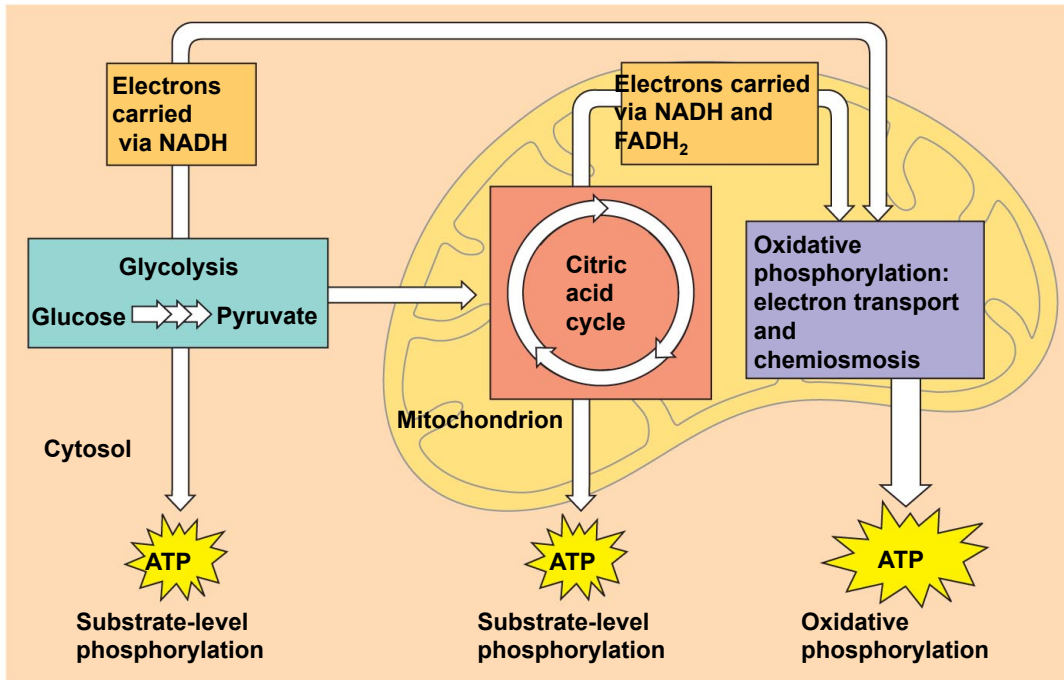 Electrons
carried
via NADH
Electrons carried
via NADH and
FADH₂
Glycolysis
Glucose
Pyruvate
Citric
acid
cycle
Oxidative
phosphorylation:
electron transport
and
chemiosmosis
Mitochondrion
Cytosol
ATP
ATP
ATP
Substrate-level
phosphorylation
Substrate-level
phosphorylation
Oxidative
phosphorylation